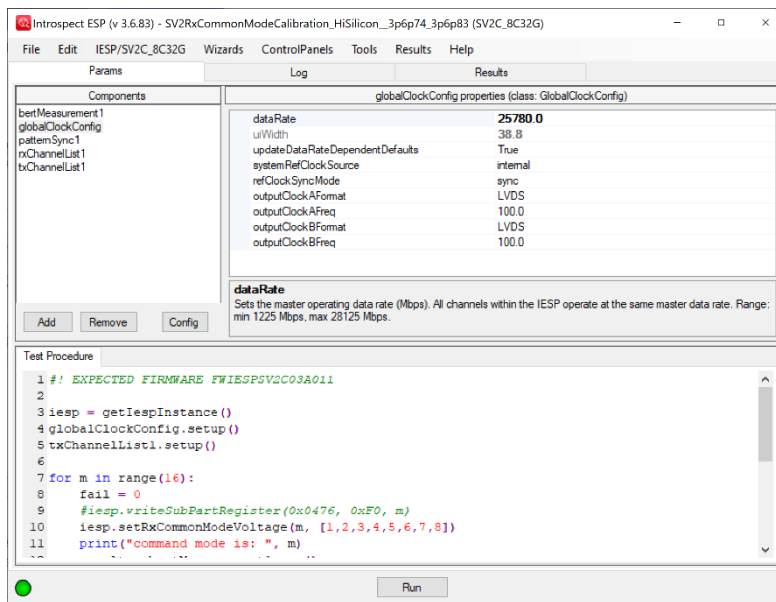 Introspect ESP (v 3.6.83) - SV2RxCommonModeCalibration_HiSilicon__3p6p74_3p6p83 (SV2C_8C32G)
File Edit IESP/SV2C_8C32G Wizards ControlPanels Tools Results Help
Params Log Results
Components
bertMeasurement1
globalClockConfig
patternSync1
rxChannelList1
txChannelList1
Add Remove Config
globalClockConfig properties (class: GlobalClockConfig)
dataRate 25780.0
uiWidth 38.8
updateDataRateDependentDefaults True
systemRefClockSource internal
refClockSyncMode sync
outputClockAFormat LVDS
outputClockAFreq 100.0
outputClockBFormat LVDS
outputClockBFreq 100.0
dataRate
Sets the master operating data rate (Mbps). All channels within the IESP operate at the same master data rate. Range:
min 1225 Mbps, max 28125 Mbps.
Test Procedure
1 #! EXPECTED FIRMWARE FWIESPSV2C03A011
2
3 iesp = getIespInstance()
4 globalClockConfig.setup()
5 txChannelList1.setup()
6
7 for m in range(16):
8 fail = 0
9 #iesp.writeSubPartRegister(0x0476, 0xF0, m)
10 iesp.setRxCommonModeVoltage(m, [1,2,3,4,5,6,7,8])
11 print("command mode is: ", m)
Run